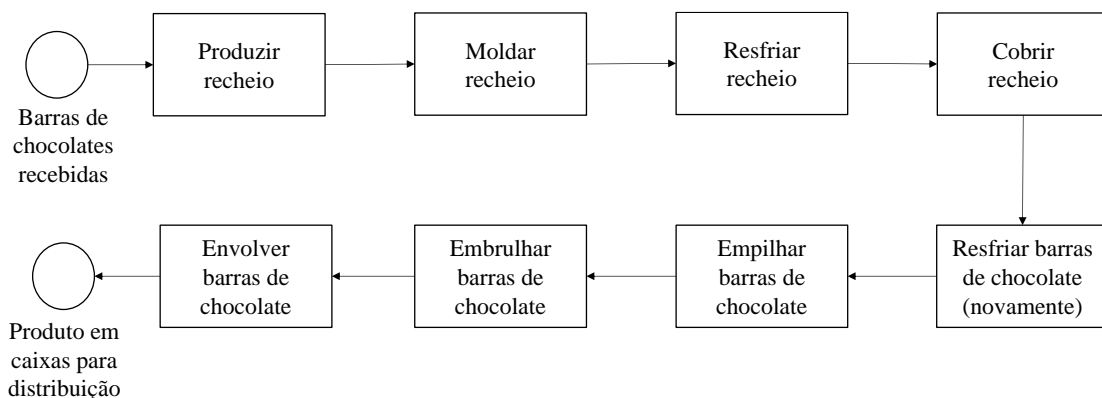 Produzir
recheio
Moldar
recheio
Resfriar
recheio
Cobrir
recheio
Barras de
chocolates
recebidas
Envolver
barras de
chocolate
Embrulhar
barras de
chocolate
Empilhar
barras de
chocolate
Resfriar barras
de chocolate
(novamente)
Produto em
caixas para
distribuição